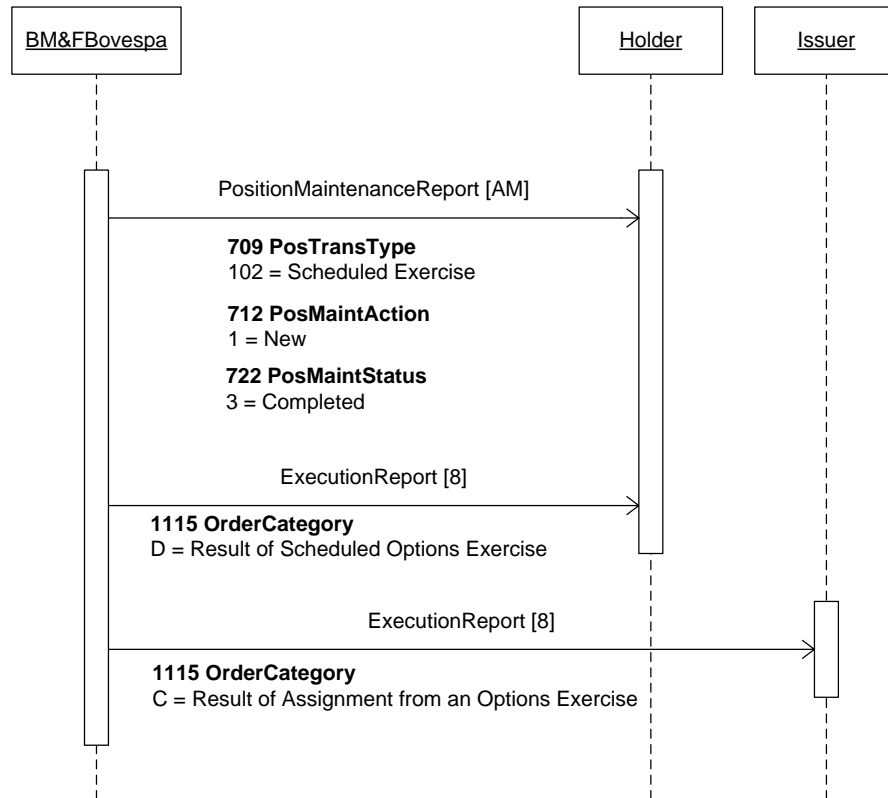 BM&FBovespa
Holder
Issuer
PositionMaintenanceReport [AM]
709 PosTransType
102 = Scheduled Exercise
712 PosMaintAction
1 = New
722 PosMaintStatus
3 = Completed
ExecutionReport [8]
1115 OrderCategory
D = Result of Scheduled Options Exercise
ExecutionReport [8]
1115 OrderCategory
C = Result of Assignment from an Options Exercise